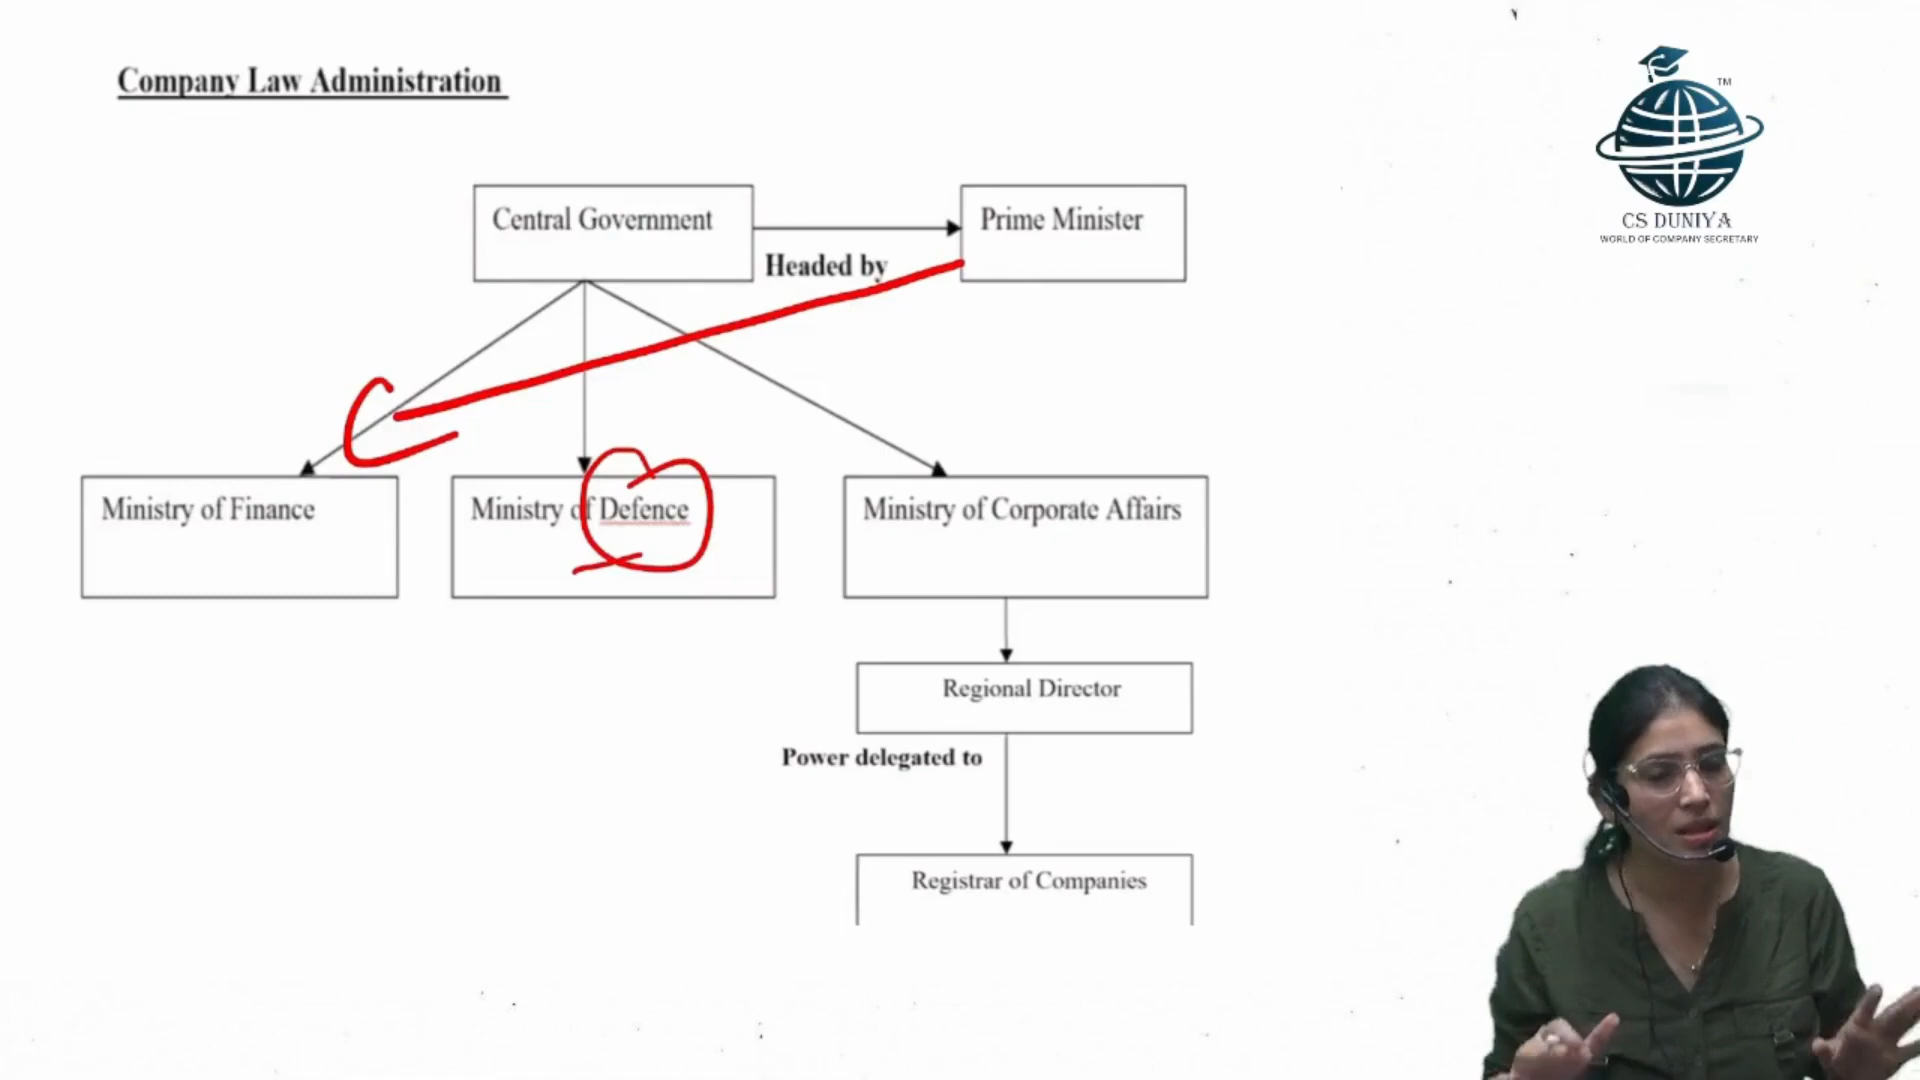 Company Law Administration
TM
CS DUNIYA
WORLD OF COMPANY SECRETARY
Central Government
Prime Minister
Headed by
Ministry of Finance
Ministry of Defence
Ministry of Corporate Affairs
Regional Director
Power delegated to
Registrar of Companies